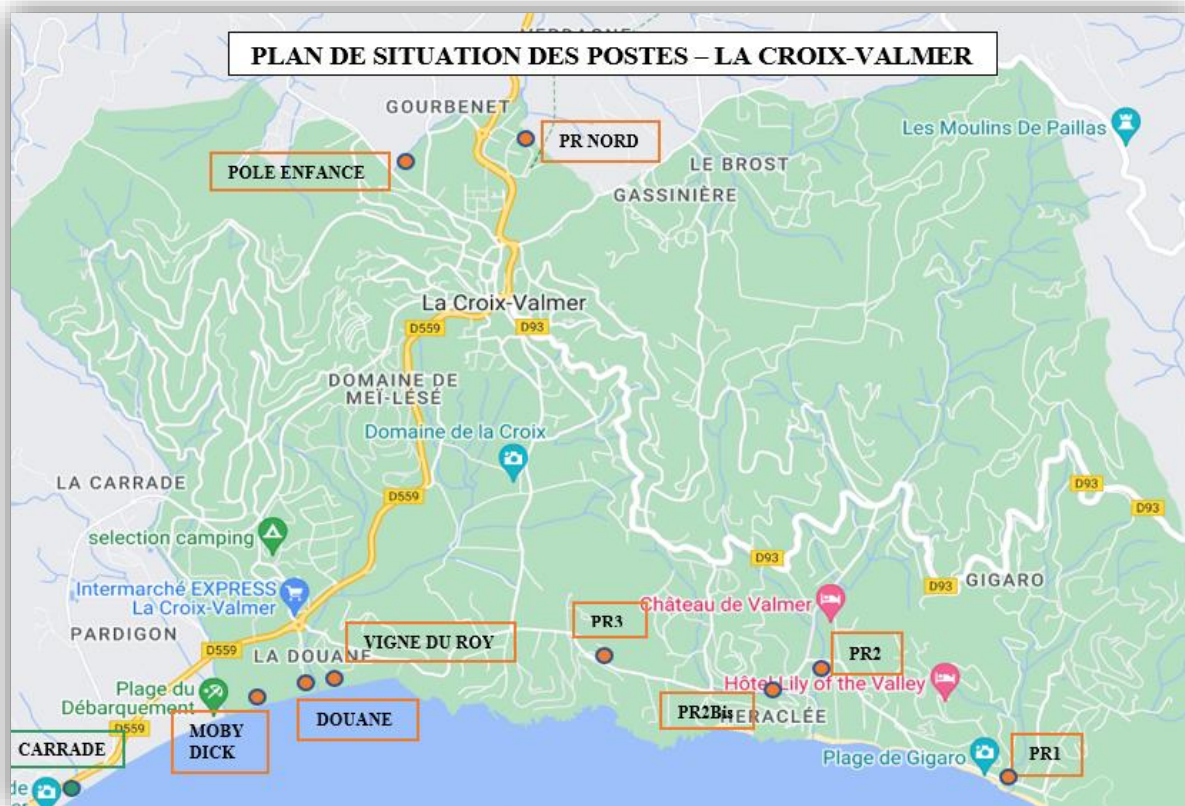 PLAN DE SITUATION DES POSTES – LA CROIX-VALMER
GOURBENET
PR NORD
Les Moulins De Paillas
POLE ENFANCE
LE BROST
GASSINIÈRE
La Croix-Valmer
D559
D93
DOMAINE DE
MEÏ-LÉSÉ
Domaine de la Croix
LA CARRADE
D559
D93
D93
selection camping
D93
D93
GIGARO
Intermarché EXPRESS
La Croix-Valmer
Château de Valmer
PARDIGON
PR3
VIGNE DU ROY
D559
LA DOUANE
PR2
Plage du
Débarquement
Hôtel Lily of the Valley
PR2Bis
HERACLÉE
DOUANE
MOBY
DICK
D559
CARRADE
Plage de Gigaro
PR1
de
er